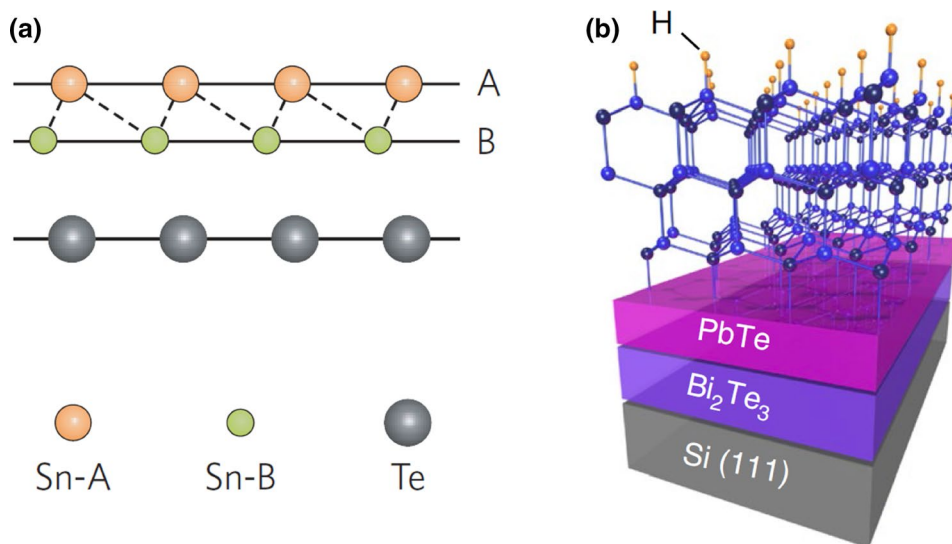 (a)
A
B
Sn-A
Sn-B
Te
(b)
H
PbTe
Bi₂Te₃
Si (111)